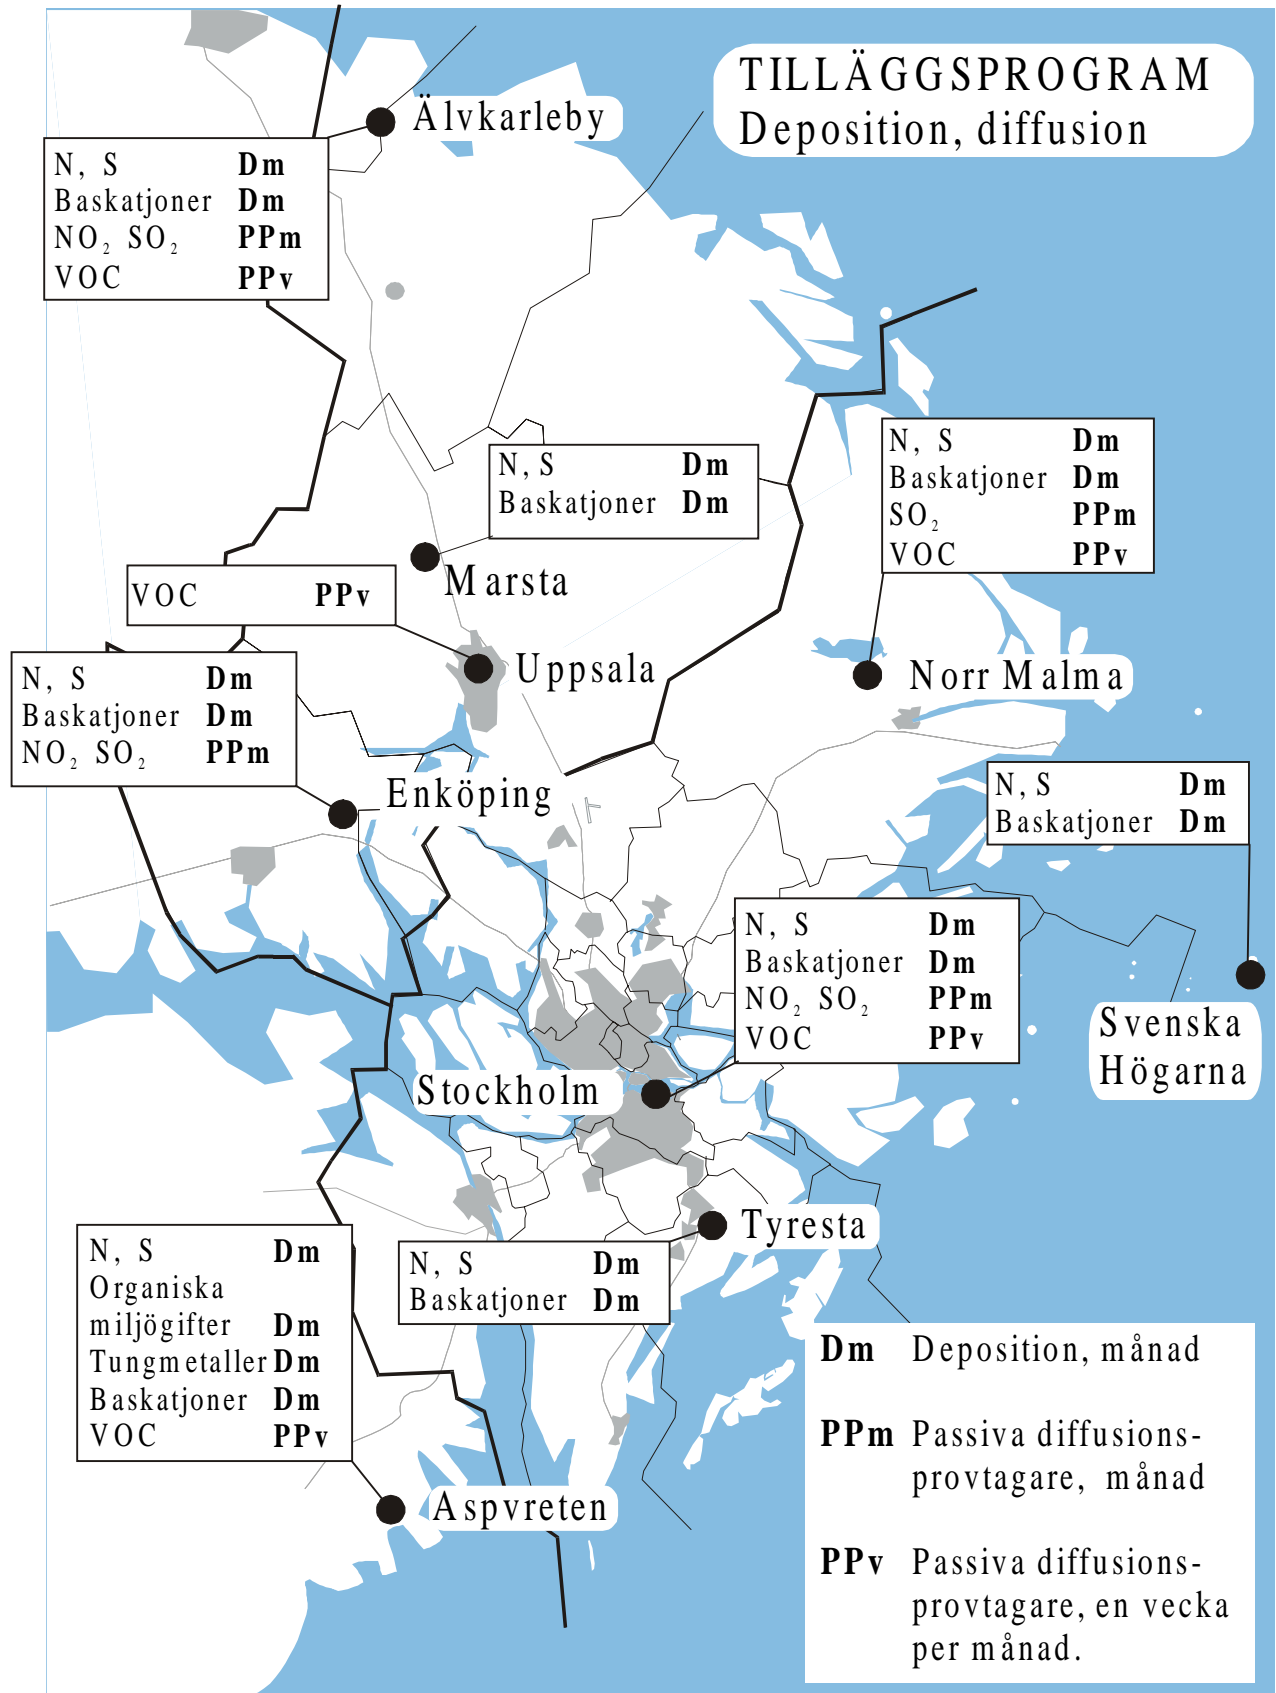 TILLÄGGSPROGRAM
Deposition, diffusion
Älvkarleby
N, S Dm
Baskatjoner Dm
NO₂ SO₂ PPm
VOC PPv
N, S Dm
Baskatjoner Dm
Marsta
N, S Dm
Baskatjoner Dm
SO₂ PPm
VOC PPv
Norr Malma
VOC PPv
Uppsala
N, S Dm
Baskatjoner Dm
NO₂ SO₂ PPm
Enköping
N, S Dm
Baskatjoner Dm
Svenska
Högarna
N, S Dm
Baskatjoner Dm
NO₂ SO₂ PPm
VOC PPv
Stockholm
Tyresta
N, S Dm
Baskatjoner Dm
N, S Dm
Organiska
miljögifter Dm
Tungmetaller Dm
Baskatjoner Dm
VOC PPv
Aspvreten
Dm Deposition, månad
PPm Passiva diffusions-
provtagare, månad
PPv Passiva diffusions-
provtagare, en vecka
per månad.